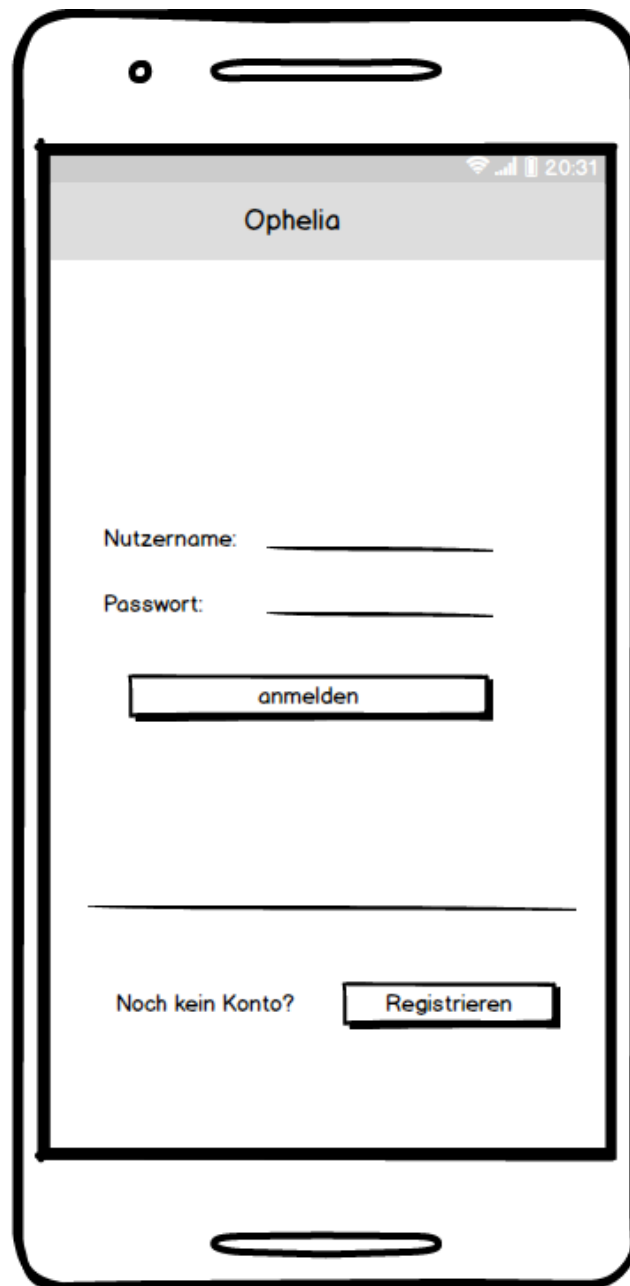 20:31
Ophelia
Nutzername:
Passwort:
anmelden
Noch kein Konto? Registrieren